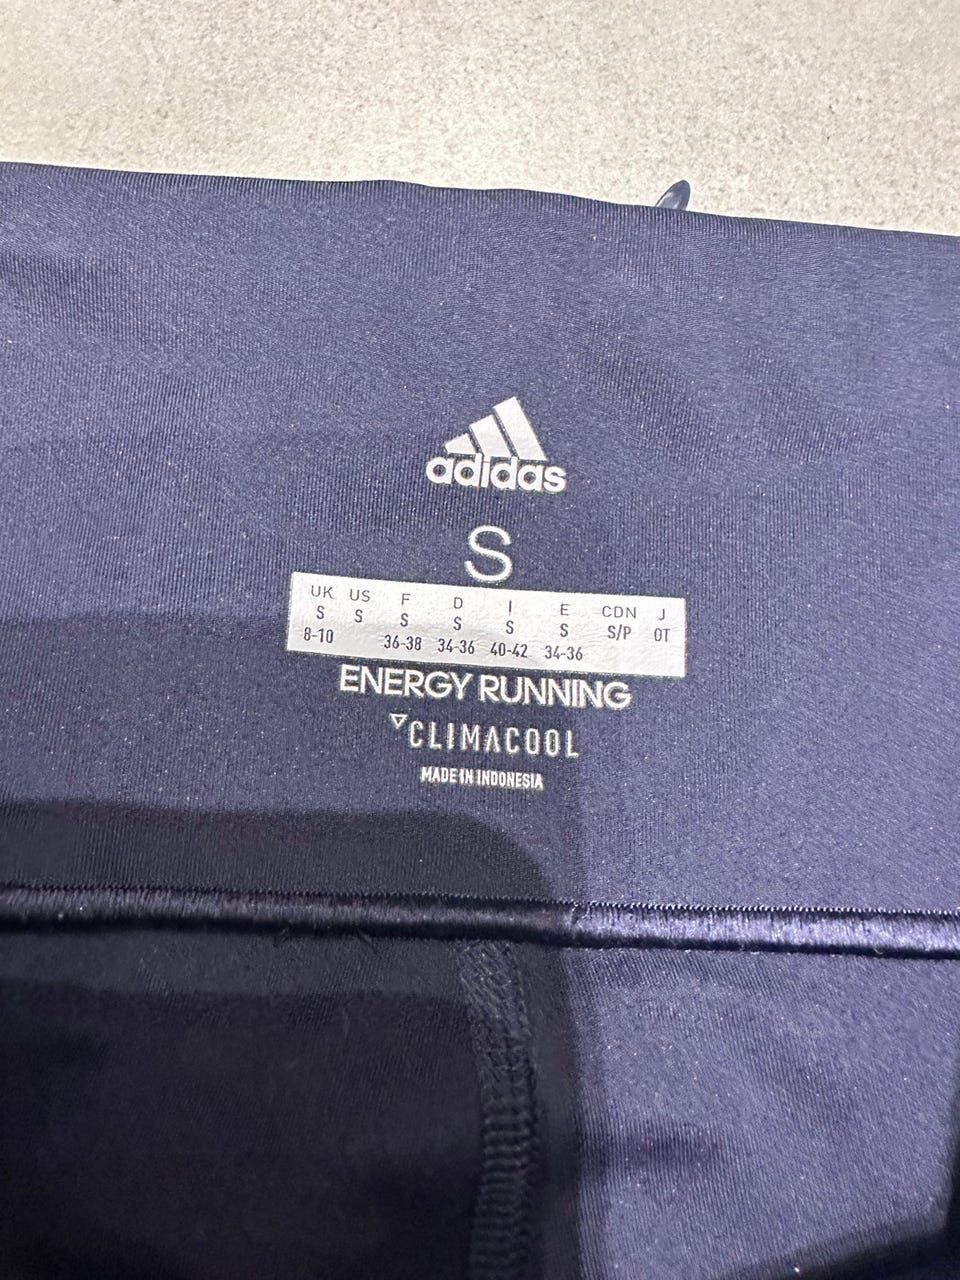 adidas
S
UK US F D I E CDN J
S S S S S S S/P OT
8-10 36-38 34-36 40-42 34-36
ENERGY RUNNING
CLIMACOOL
MADE IN INDONESIA